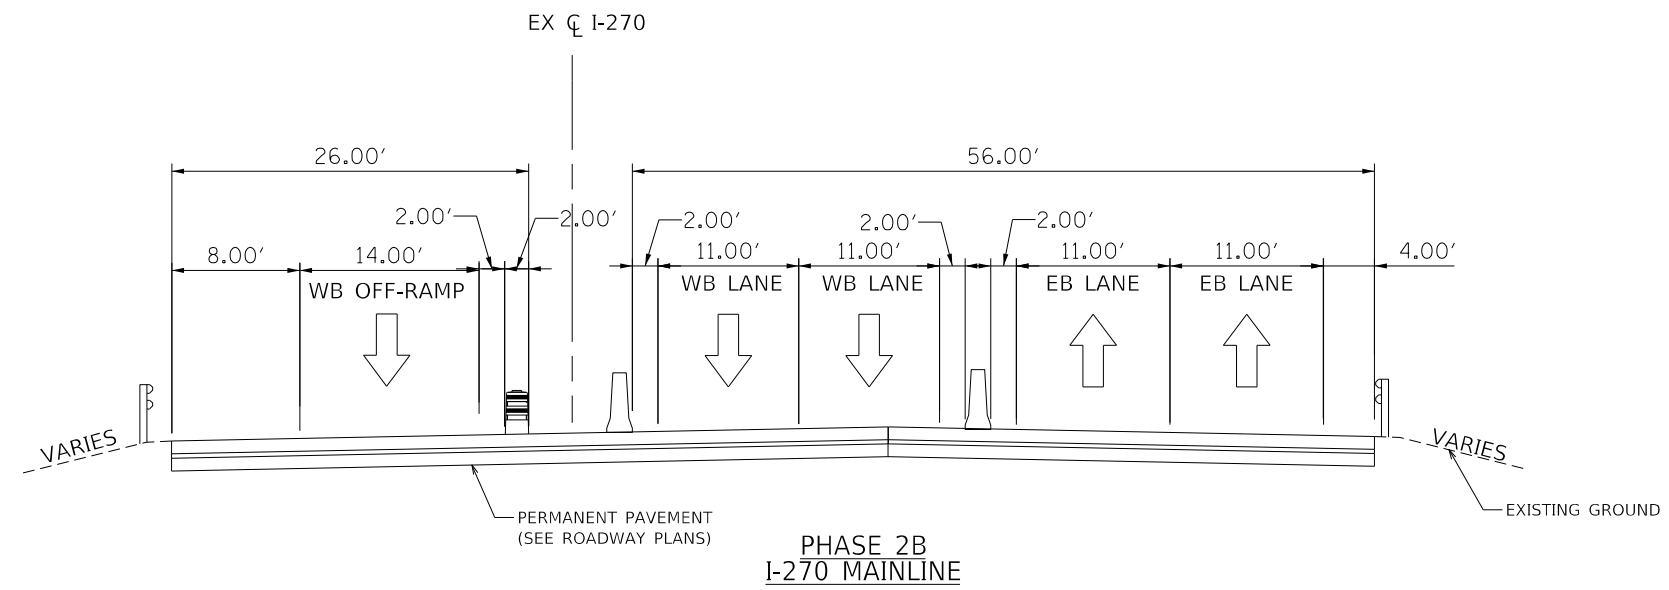 EX ℄ I-270
26.00′
56.00′
2.00′
2.00′
2.00′
2.00′
2.00′
8.00′
14.00′
11.00′
11.00′
11.00′
11.00′
4.00′
WB OFF-RAMP
WB LANE
WB LANE
EB LANE
EB LANE
VARIES
VARIES
PERMANENT PAVEMENT
(SEE ROADWAY PLANS)
EXISTING GROUND
PHASE 2B
I-270 MAINLINE